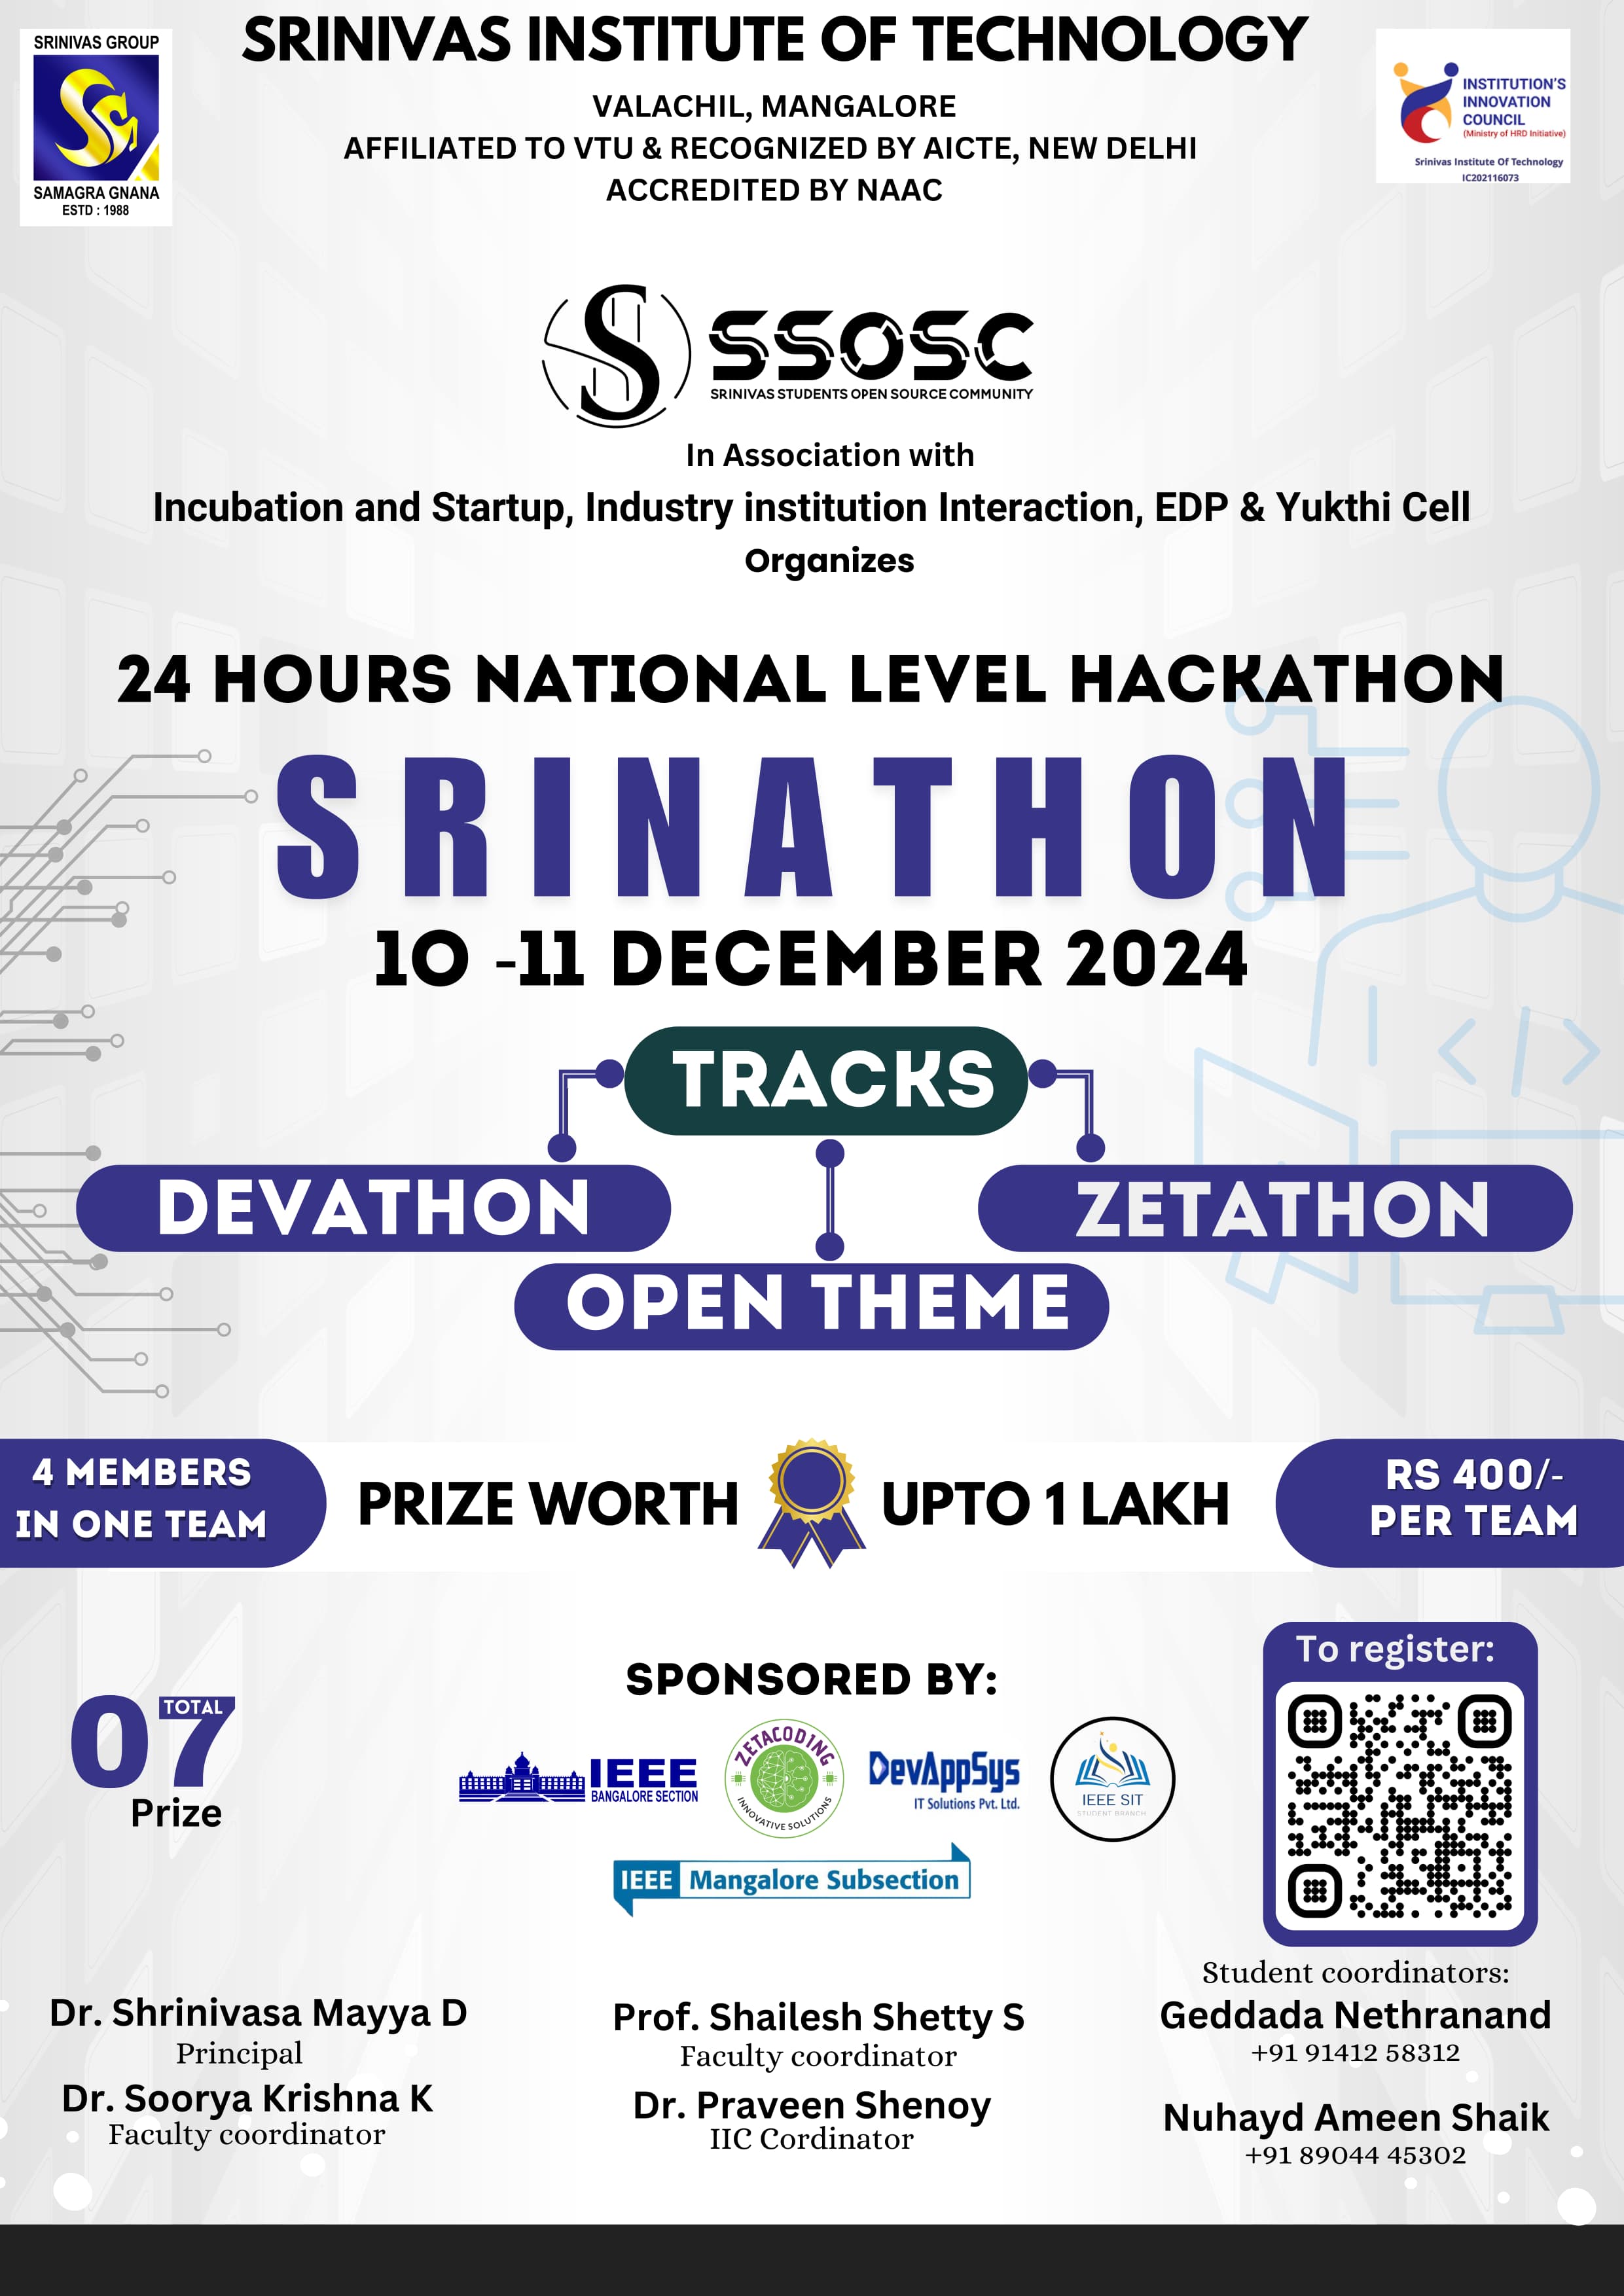 SRINIVAS GROUP
SAMAGRA GNANA
ESTD : 1988
SRINIVAS INSTITUTE OF TECHNOLOGY
VALACHIL, MANGALORE
AFFILIATED TO VTU & RECOGNIZED BY AICTE, NEW DELHI
ACCREDITED BY NAAC
INSTITUTION'S
INNOVATION
COUNCIL
(Ministry of HRD Initiative)
Srinivas Institute Of Technology
IC202116073
SSOSC
SRINIVAS STUDENTS OPEN SOURCE COMMUNITY
In Association with
Incubation and Startup, Industry institution Interaction, EDP & Yukthi Cell
Organizes
24 HOURS NATIONAL LEVEL HACKATHON
SRINATHON
10 -11 DECEMBER 2024
TRACKS
DEVATHON
ZETATHON
OPEN THEME
4 MEMBERS
IN ONE TEAM
PRIZE WORTH UPTO 1 LAKH
RS 400/-
PER TEAM
07 TOTAL
Prize
SPONSORED BY:
IEEE
BANGALORE SECTION
ZETACODING
INNOVATIVE SOLUTIONS
DevAppSys
IT Solutions Pvt. Ltd.
IEEE SIT
STUDENT BRANCH
IEEE Mangalore Subsection
To register:
Dr. Shrinivasa Mayya D
Principal
Dr. Soorya Krishna K
Faculty coordinator
Prof. Shailesh Shetty S
Faculty coordinator
Dr. Praveen Shenoy
IIC Cordinator
Student coordinators:
Geddada Nethranand
+91 91412 58312
Nuhayd Ameen Shaik
+91 89044 45302